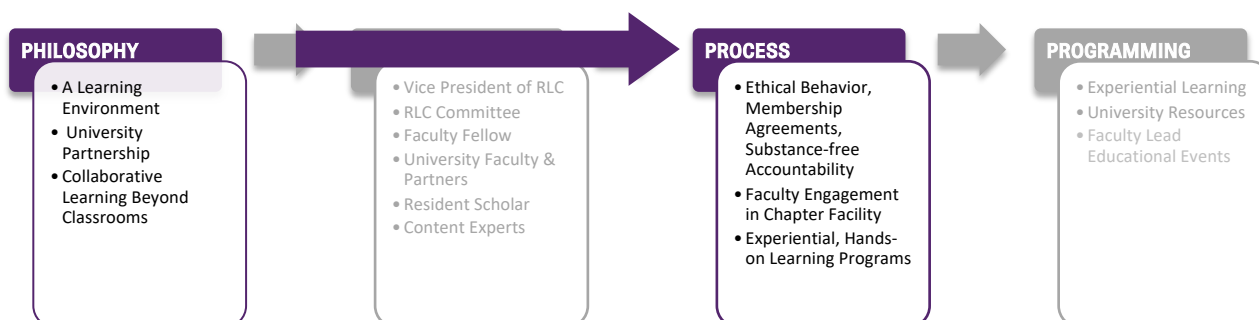 PHILOSOPHY
• A Learning
Environment
• University
Partnership
• Collaborative
Learning Beyond
Classrooms
• Vice President of RLC
• RLC Committee
• Faculty Fellow
• University Faculty &
Partners
• Resident Scholar
• Content Experts
PROCESS
• Ethical Behavior,
Membership
Agreements,
Substance-free
Accountability
• Faculty Engagement
in Chapter Facility
• Experiential, Hands-
on Learning Programs
PROGRAMMING
• Experiential Learning
• University Resources
• Faculty Lead
Educational Events